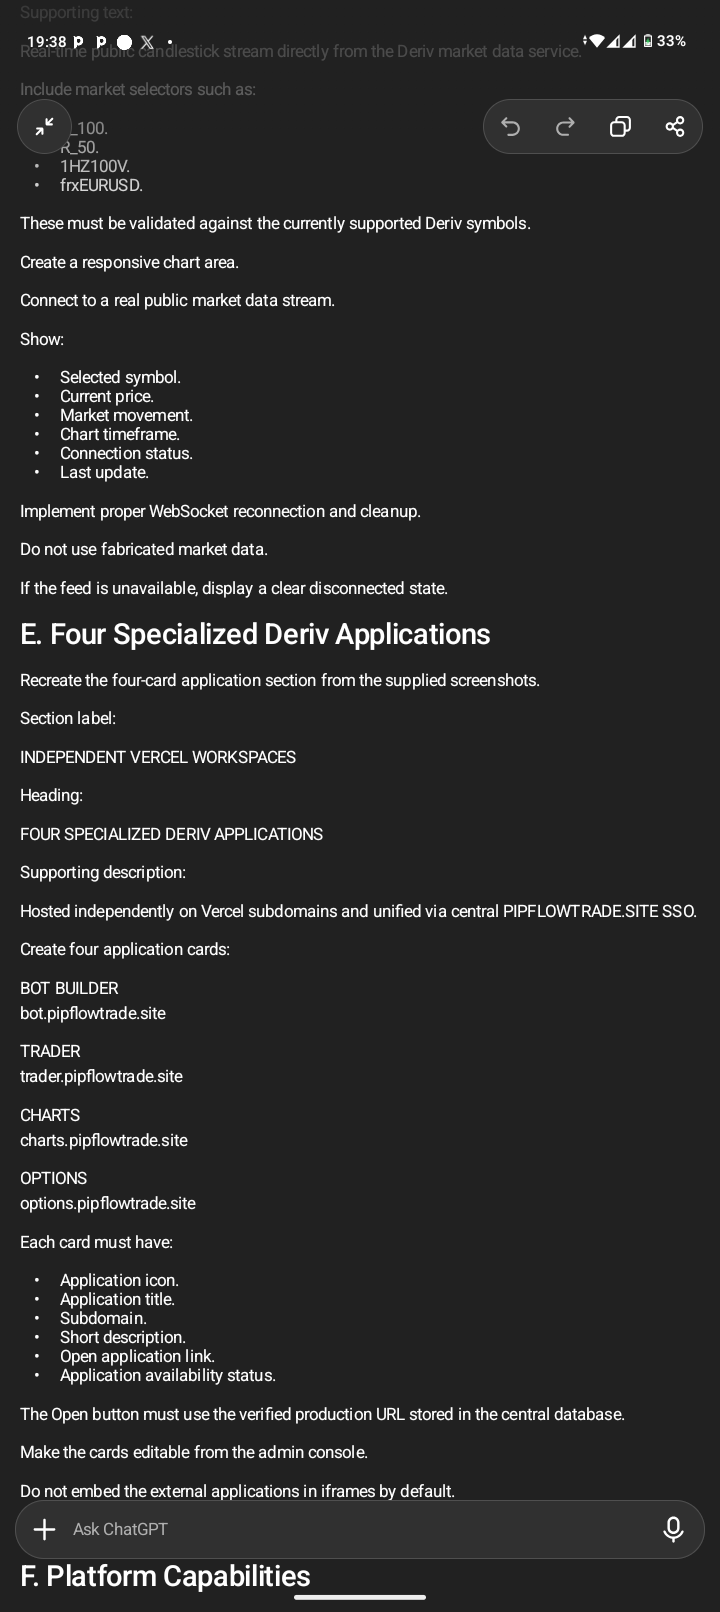 Supporting text:
19:38
33%
Real-time public candlestick stream directly from the Deriv market data service.
Include market selectors such as:
_100.
R_50.
• 1HZ100V.
• frxEURUSD.
These must be validated against the currently supported Deriv symbols.
Create a responsive chart area.
Connect to a real public market data stream.
Show:
• Selected symbol.
• Current price.
• Market movement.
• Chart timeframe.
• Connection status.
• Last update.
Implement proper WebSocket reconnection and cleanup.
Do not use fabricated market data.
If the feed is unavailable, display a clear disconnected state.
E. Four Specialized Deriv Applications
Recreate the four-card application section from the supplied screenshots.
Section label:
INDEPENDENT VERCEL WORKSPACES
Heading:
FOUR SPECIALIZED DERIV APPLICATIONS
Supporting description:
Hosted independently on Vercel subdomains and unified via central PIPFLOWTRADE.SITE SSO.
Create four application cards:
BOT BUILDER
bot.pipflowtrade.site
TRADER
trader.pipflowtrade.site
CHARTS
charts.pipflowtrade.site
OPTIONS
options.pipflowtrade.site
Each card must have:
• Application icon.
• Application title.
• Subdomain.
• Short description.
• Open application link.
• Application availability status.
The Open button must use the verified production URL stored in the central database.
Make the cards editable from the admin console.
Do not embed the external applications in iframes by default.
Ask ChatGPT
F. Platform Capabilities